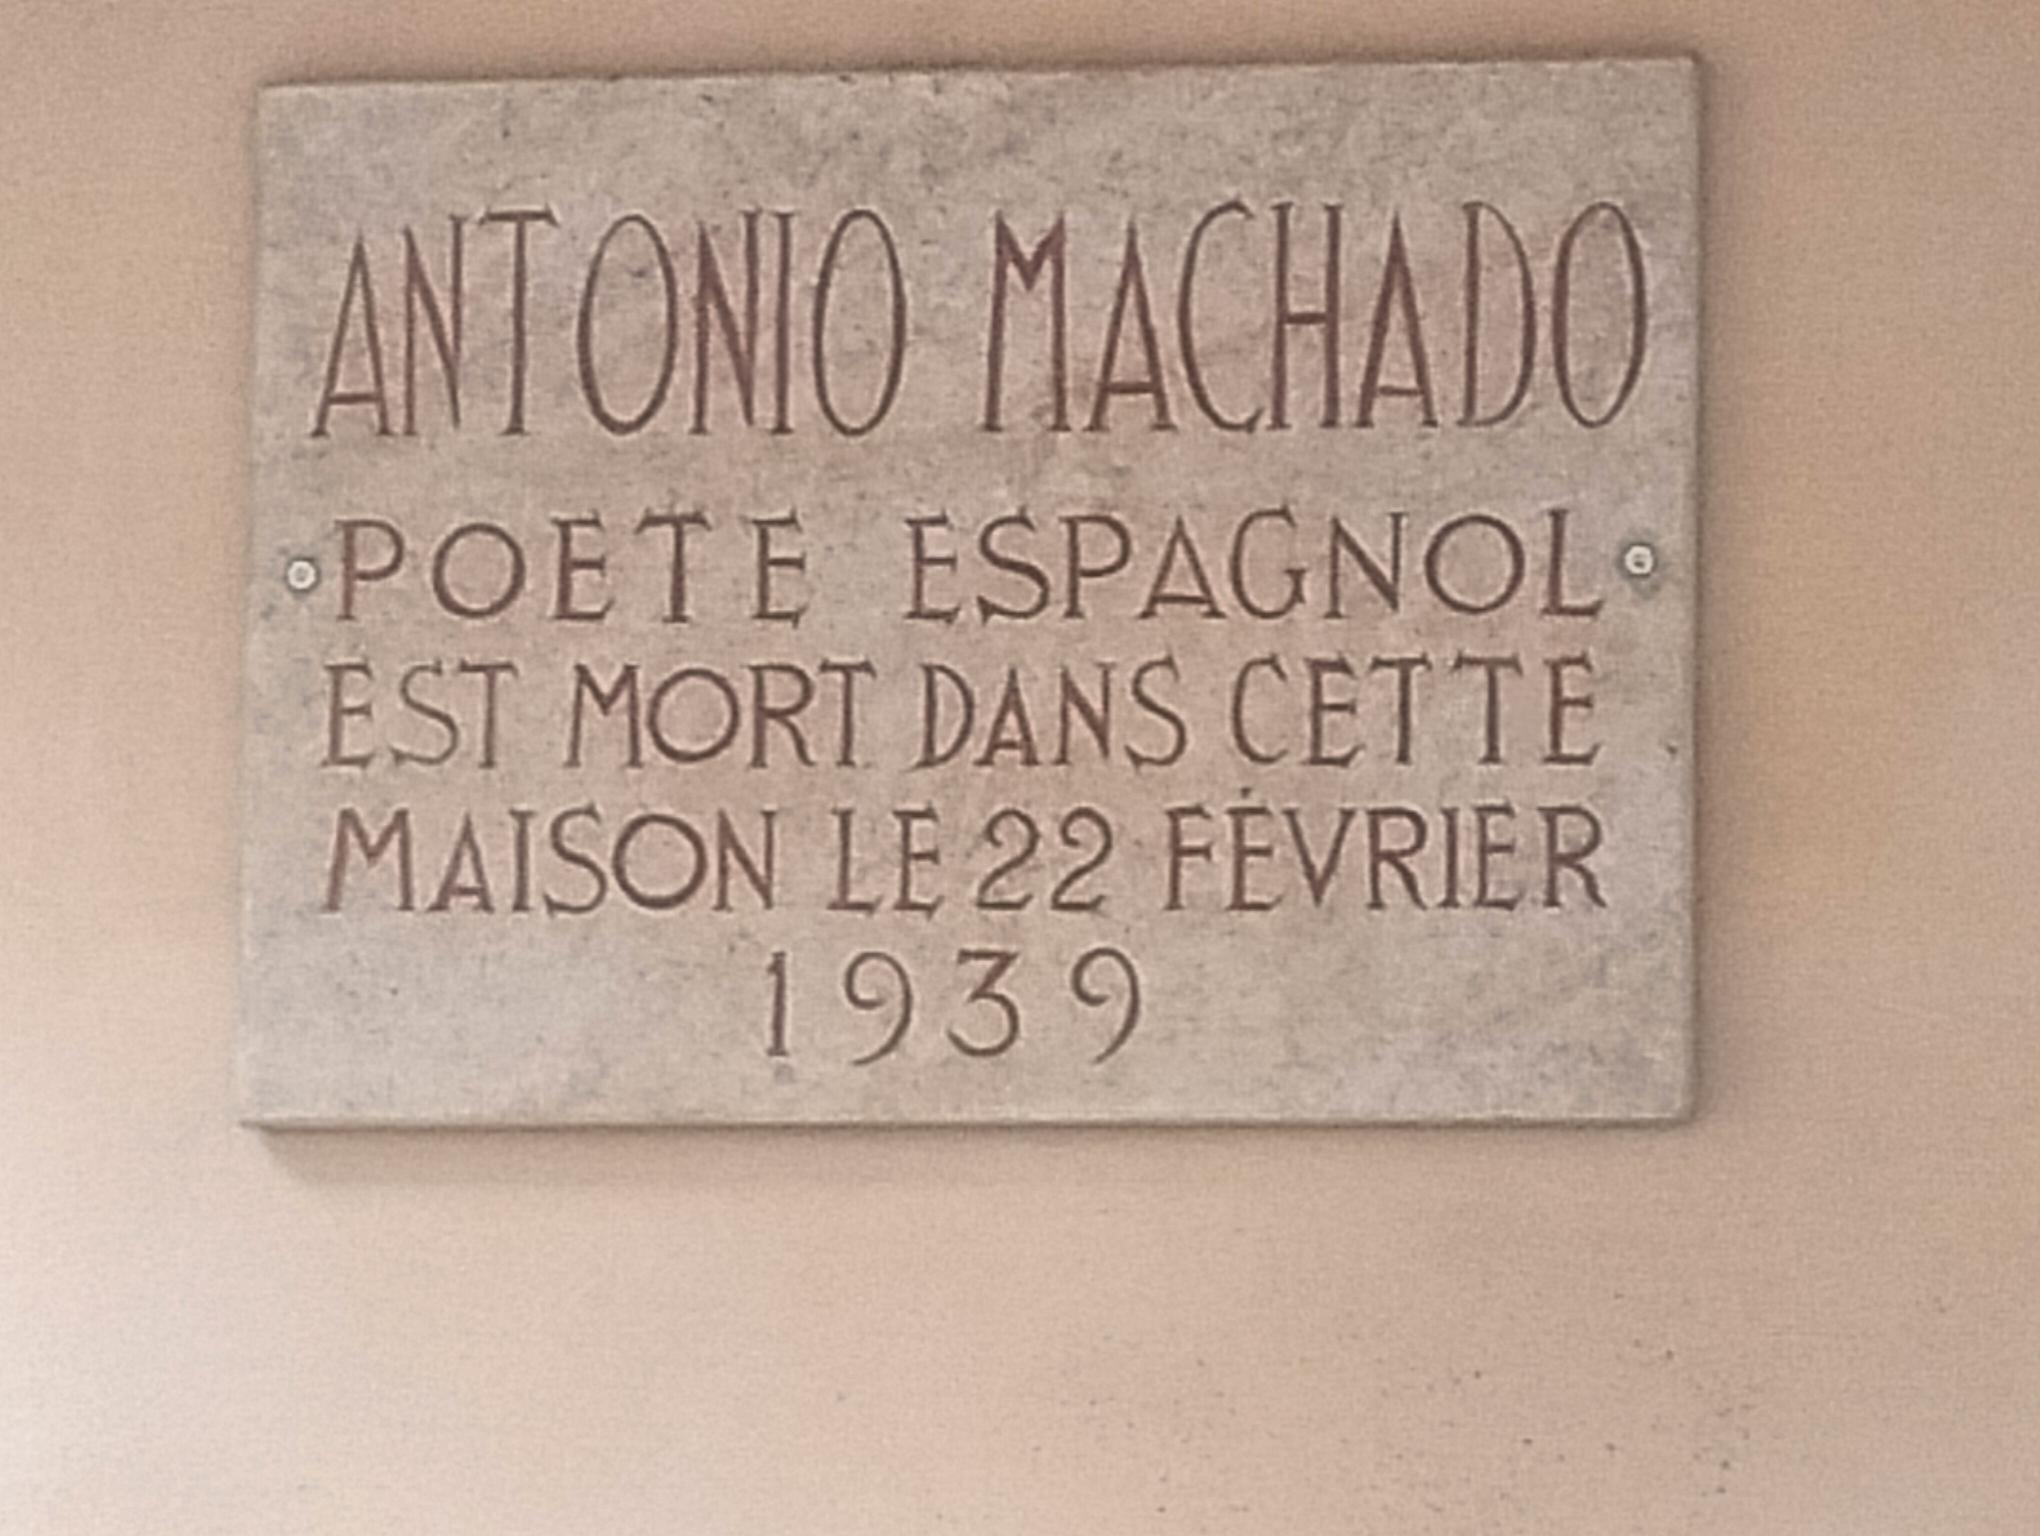 ANTONIO MACHADO
POETE ESPAGNOL
EST MORT DANS CETTE
MAISON LE 22 FÉVRIER
1939